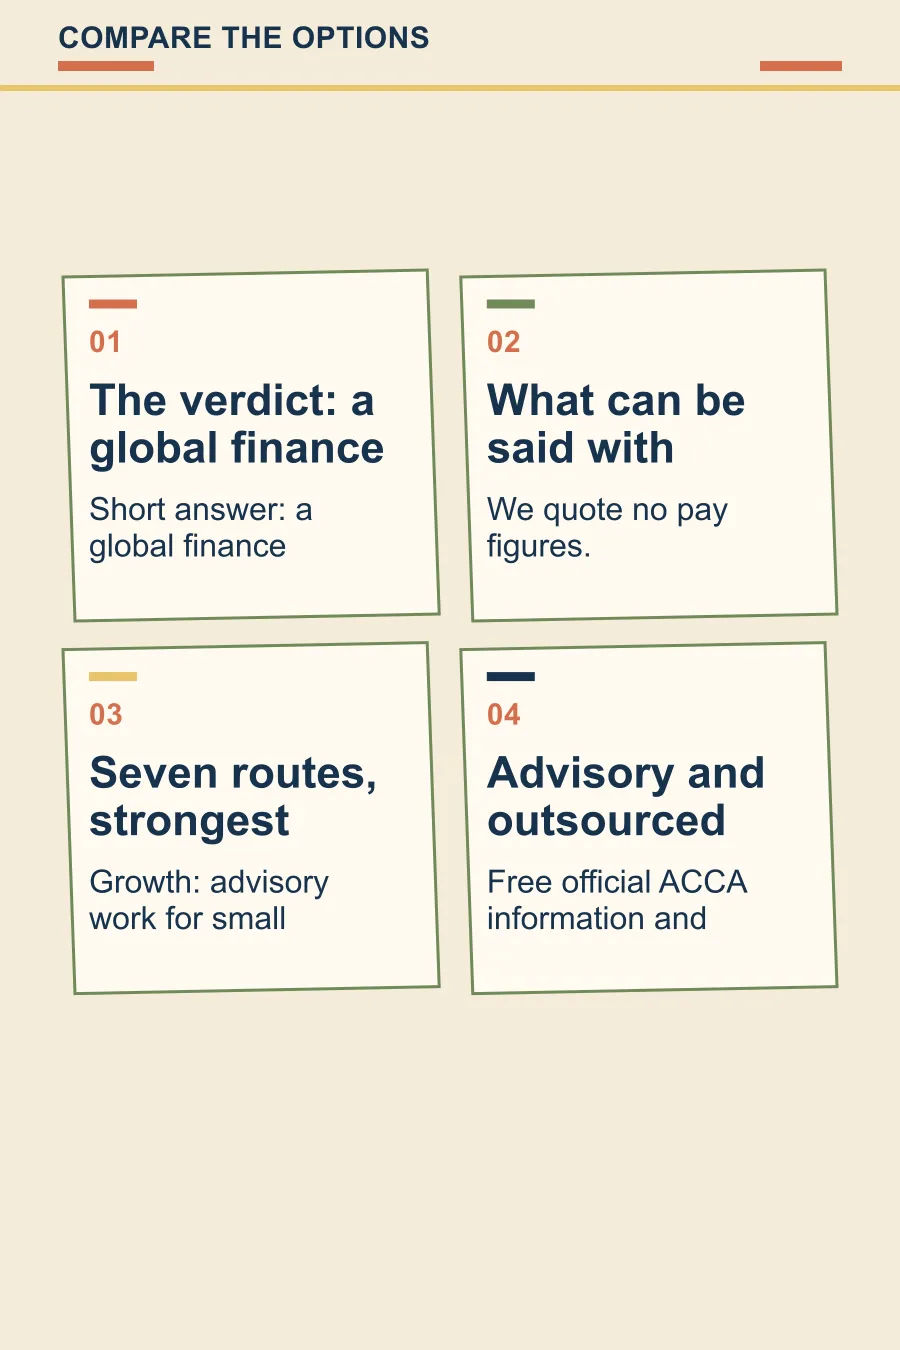 COMPARE THE OPTIONS
01
The verdict: a
global finance
Short answer: a
global finance
02
What can be
said with
We quote no pay
figures.
03
Seven routes,
strongest
Growth: advisory
work for small
04
Advisory and
outsourced
Free official ACCA
information and